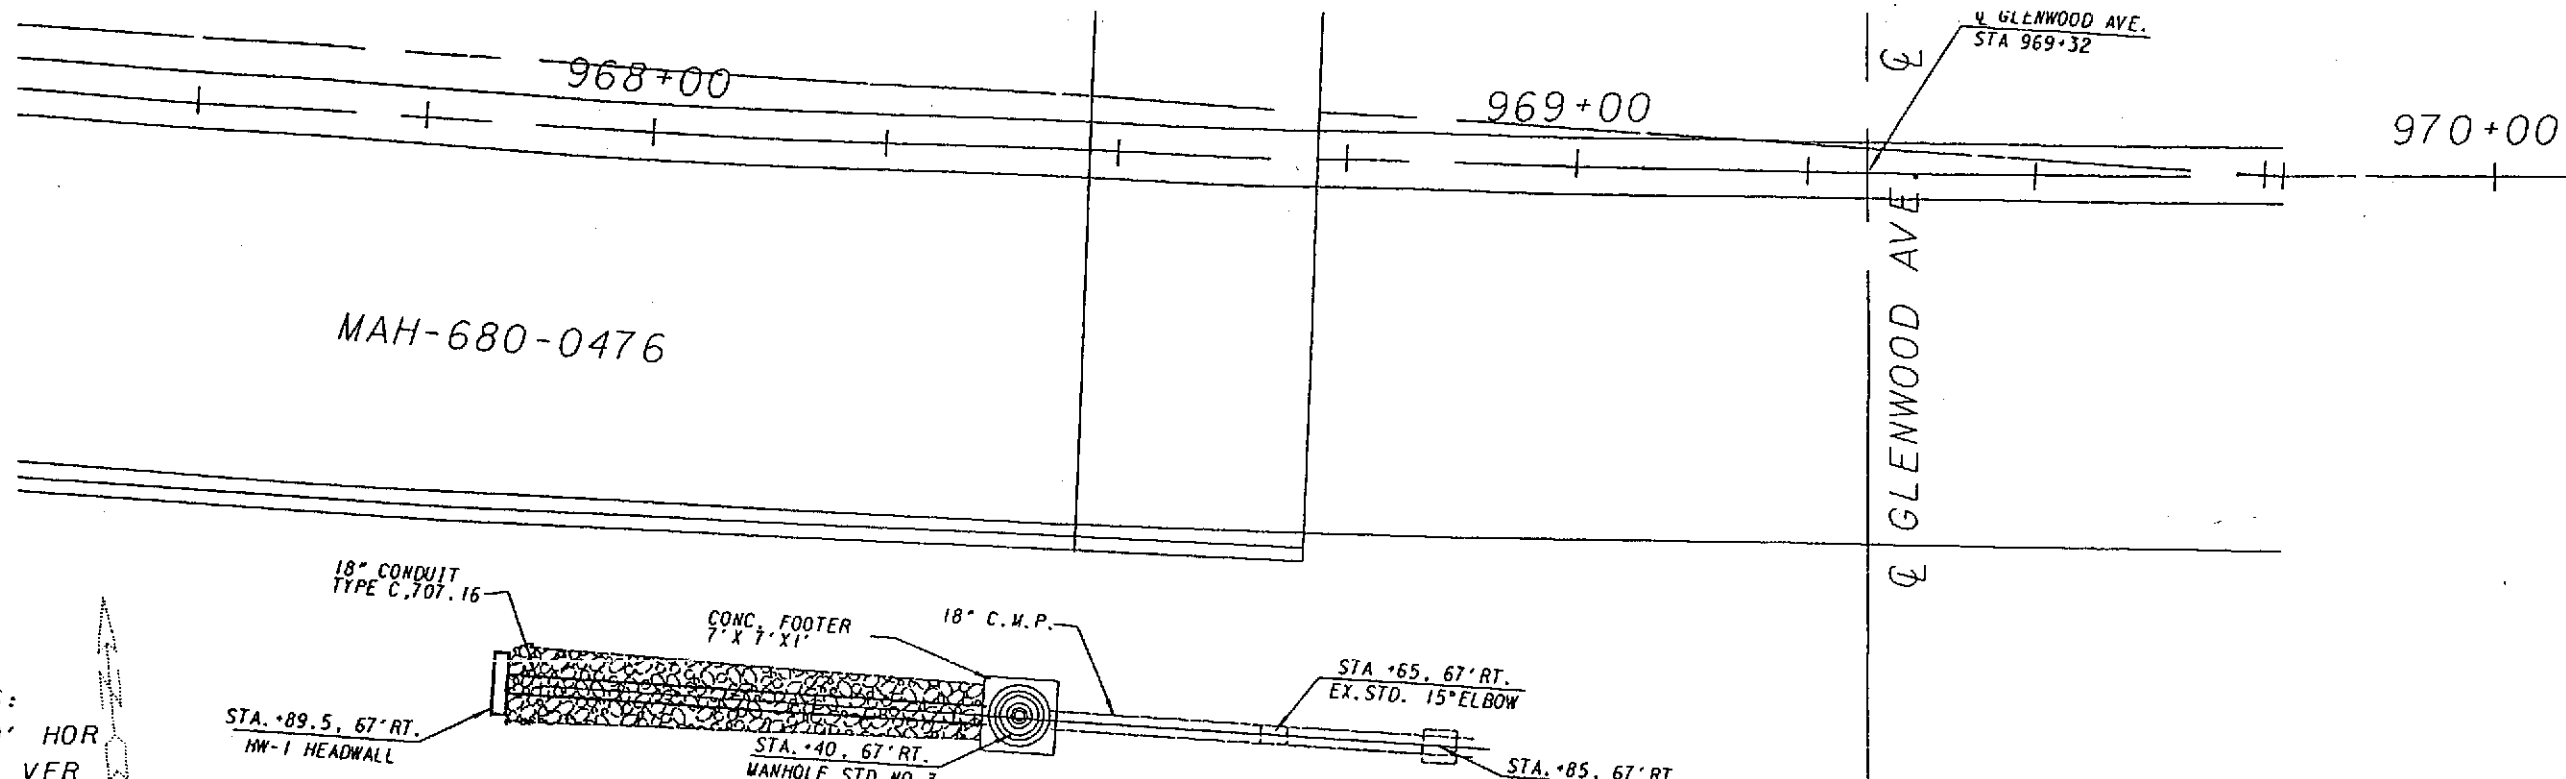 ℄ GLENWOOD AVE.
STA 969+32
℄
968+00
969+00
970+00
GLENWOOD AVE.
MAH-680-0476
℄
18" CONDUIT
TYPE C,707.16
CONC. FOOTER
7' X 7' X1'
18" C.M.P.
STA +65, 67' RT.
EX.STD. 15°ELBOW
STA.+89.5, 67' RT.
HW-1 HEADWALL
STA.+40, 67' RT.
MANHOLE STD NO 3
STA.+85, 67' RT
HOR
VER
N